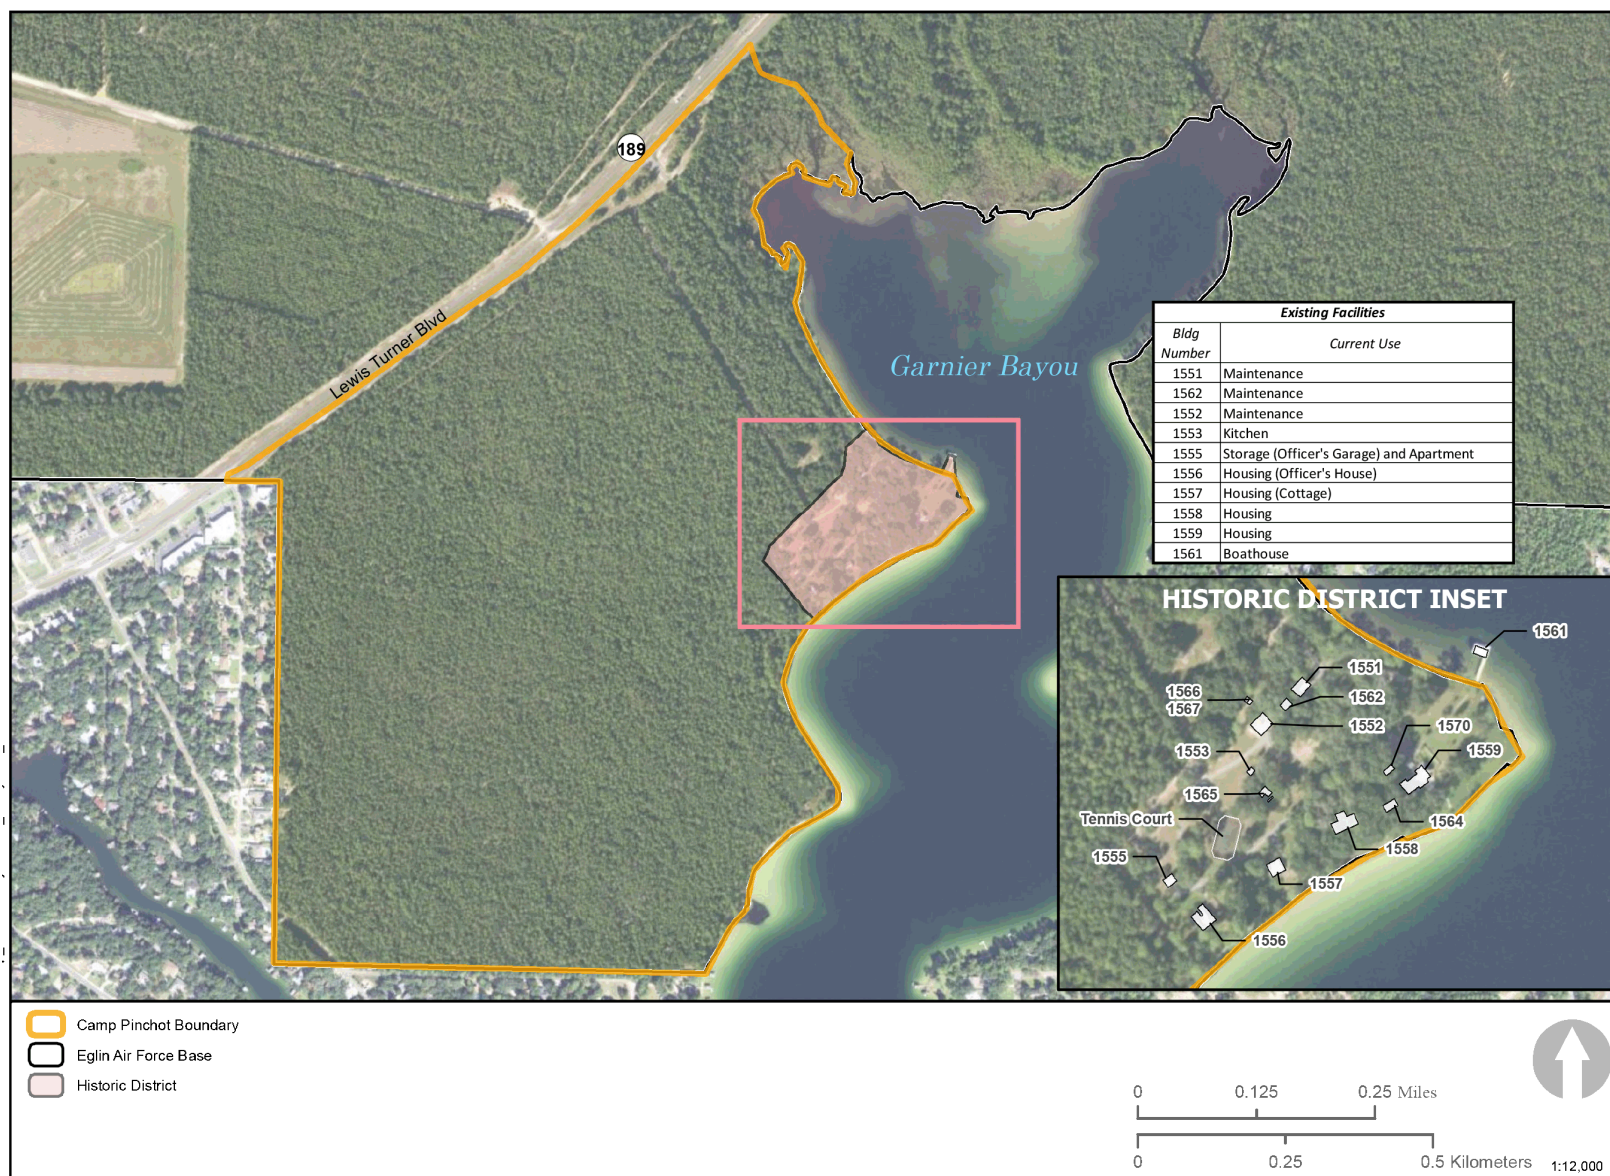 189
Lewis Turner Blvd
Garnier Bayou
Existing Facilities
Bldg Number Current Use
1551 Maintenance
1562 Maintenance
1552 Maintenance
1553 Kitchen
1555 Storage (Officer's Garage) and Apartment
1556 Housing (Officer's House)
1557 Housing (Cottage)
1558 Housing
1559 Housing
1561 Boathouse
HISTORIC DISTRICT INSET
1561
1551
1566
1567
1562
1552
1570
1553
1559
1565
Tennis Court
1564
1558
1555
1557
1556
Camp Pinchot Boundary
Eglin Air Force Base
Historic District
0 0.125 0.25 Miles
0 0.25 0.5 Kilometers
1:12,000